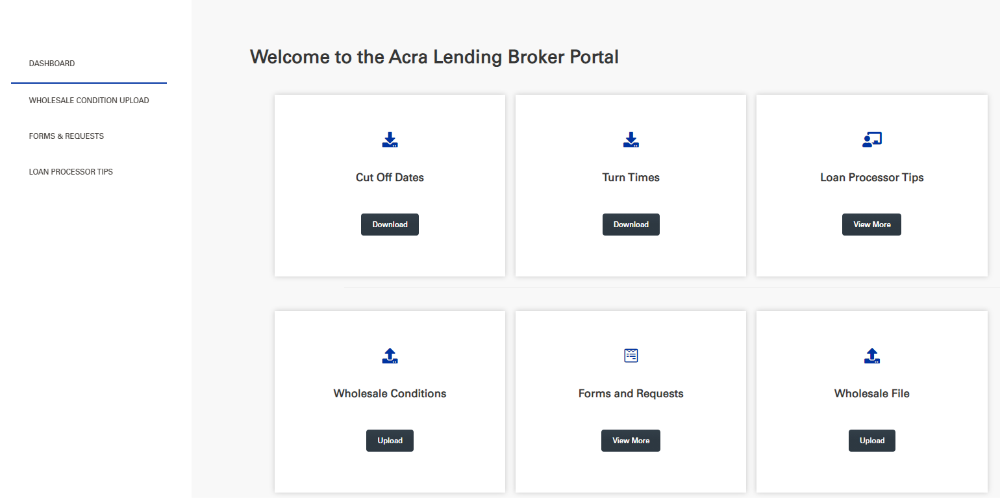 DASHBOARD
WHOLESALE CONDITION UPLOAD
FORMS & REQUESTS
LOAN PROCESSOR TIPS
Welcome to the Acra Lending Broker Portal
Cut Off Dates
Download
Turn Times
Download
Loan Processor Tips
View More
Wholesale Conditions
Upload
Forms and Requests
View More
Wholesale File
Upload